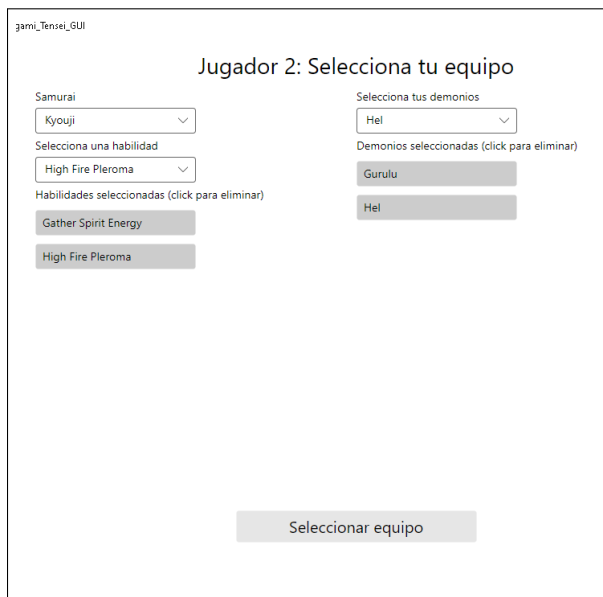 gami_Tensei_GUI
Jugador 2: Selecciona tu equipo
Samurai
Kyouji
Selecciona una habilidad
High Fire Pleroma
Habilidades seleccionadas (click para eliminar)
Gather Spirit Energy
High Fire Pleroma
Selecciona tus demonios
Hel
Demonios seleccionadas (click para eliminar)
Gurulu
Hel
Seleccionar equipo